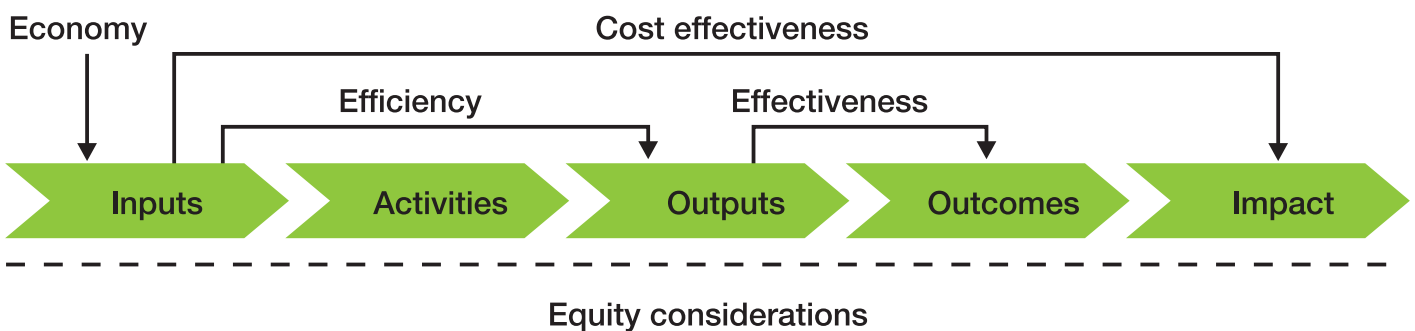 Economy
Cost effectiveness
Efficiency
Effectiveness
Inputs
Activities
Outputs
Outcomes
Impact
Equity considerations